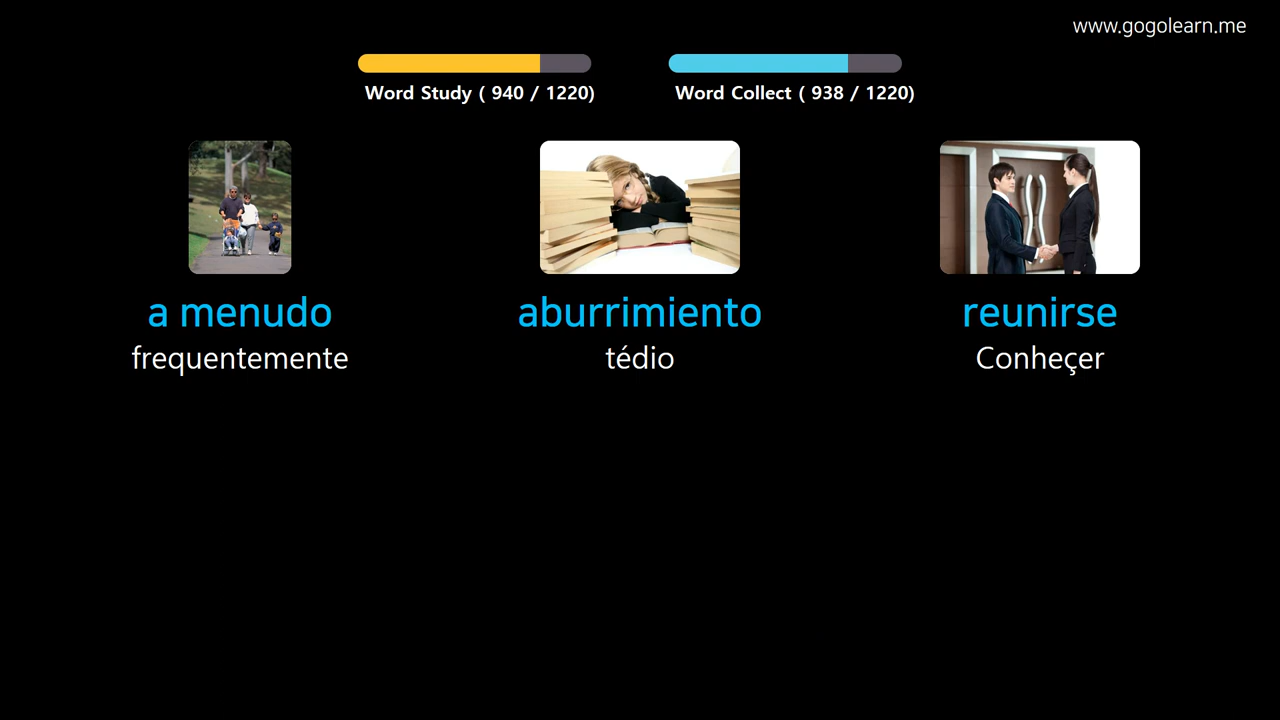 www.gogolearn.me
Word Study ( 940 / 1220)
Word Collect ( 938 / 1220)
a menudo
aburrimiento
reunirse
frequentemente
tédio
Conheçer